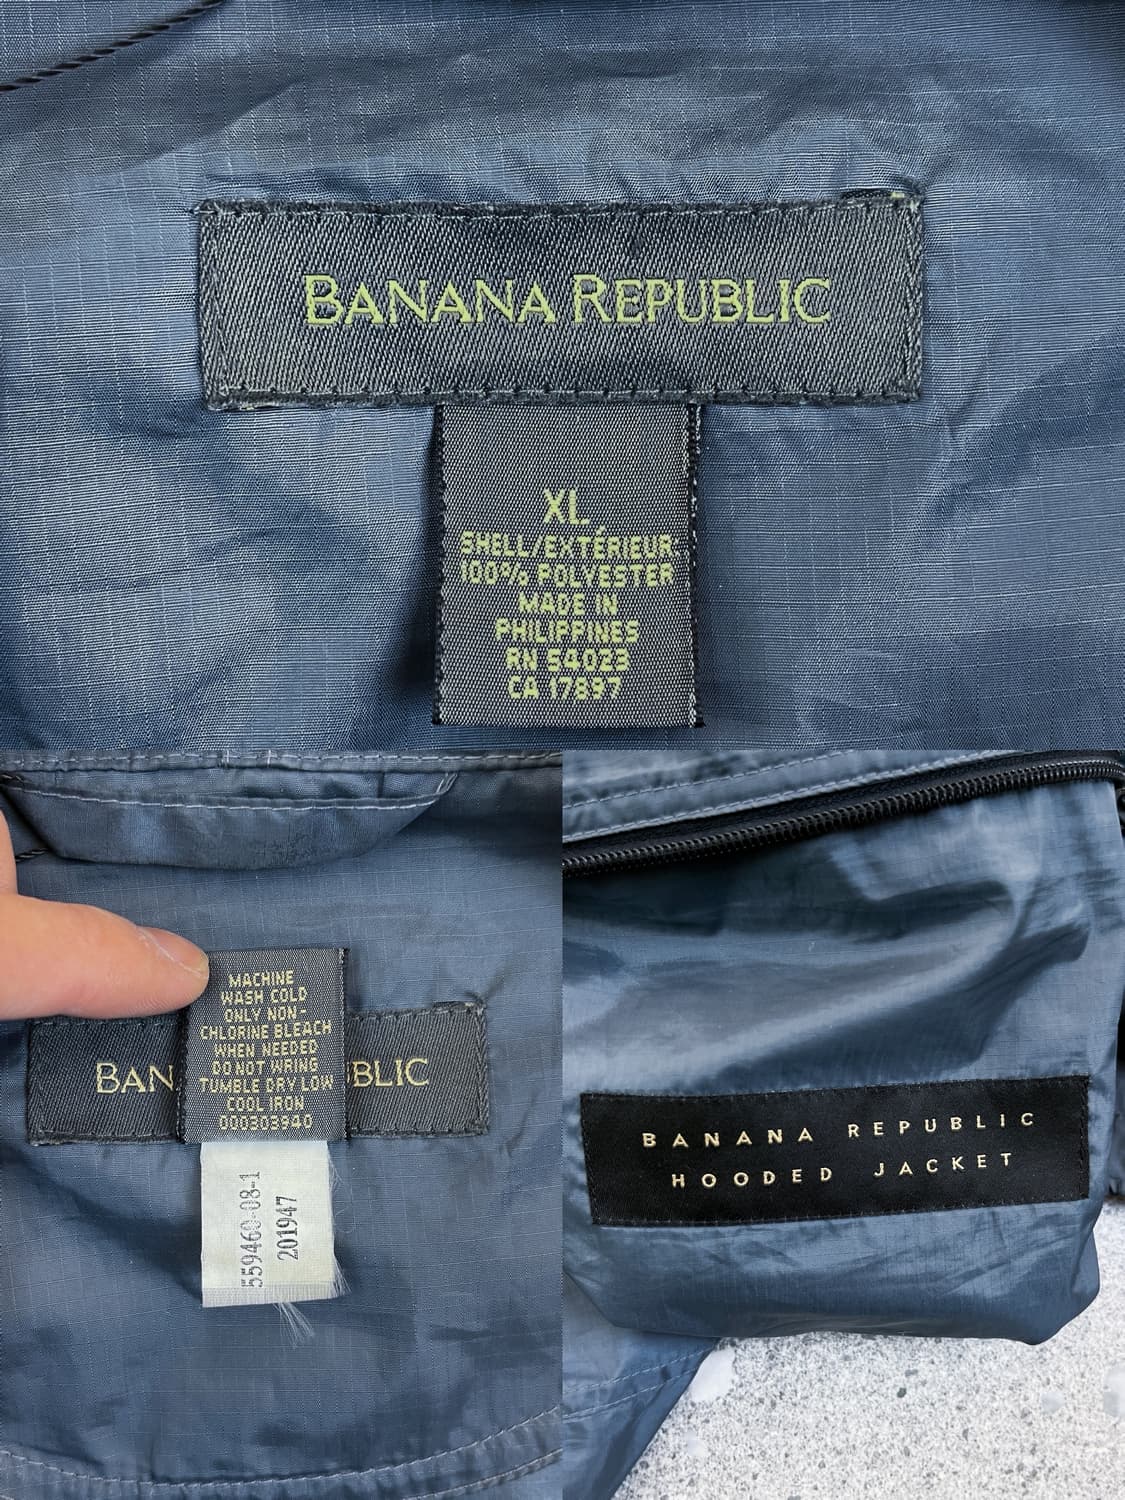 BANANA REPUBLIC
XL
SHELL/EXTÉRIEUR
100% POLYESTER
MADE IN
PHILIPPINES
RN 54023
CA 17897
MACHINE
WASH COLD
ONLY NON-
CHLORINE BLEACH
WHEN NEEDED
DO NOT WRING
TUMBLE DRY LOW
COOL IRON
000303940
BAN
BLIC
559460-08-1
201947
BANANA REPUBLIC
HOODED JACKET